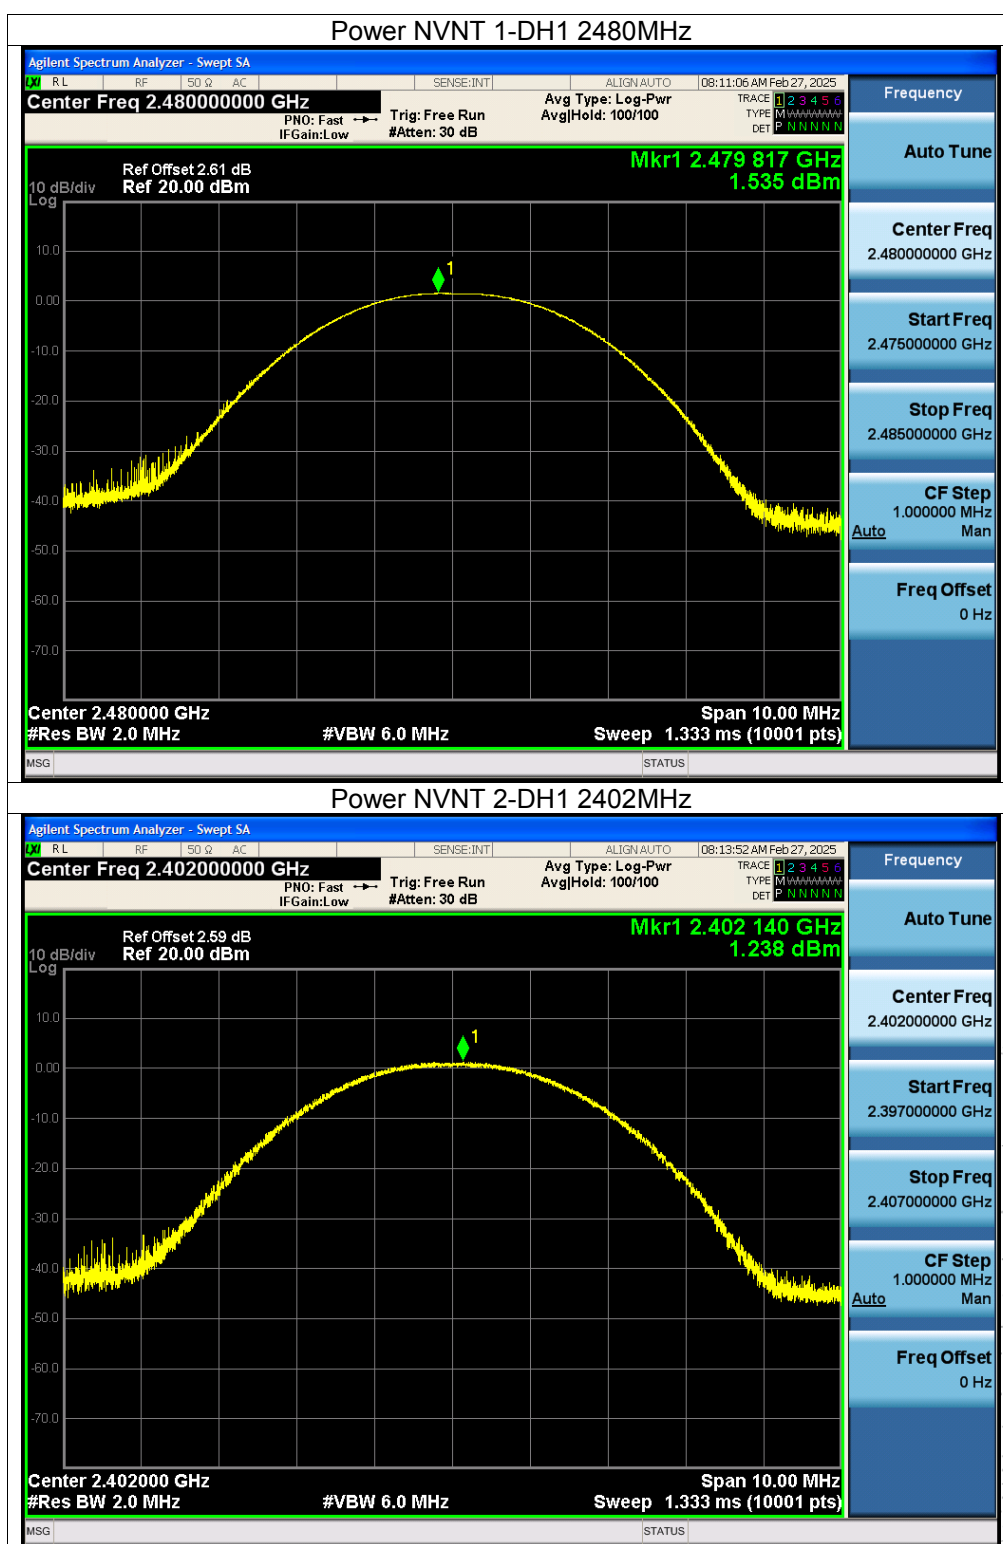 Power NVNT 1-DH1 2480MHz
Agilent Spectrum Analyzer - Swept SA
LXI RL RF 50 Ω AC SENSE:INT ALIGN AUTO 08:11:06 AM Feb 27, 2025
Center Freq 2.480000000 GHz
PNO: Fast
IFGain:Low
Trig: Free Run
#Atten: 30 dB
Avg Type: Log-Pwr
Avg|Hold: 100/100
TRACE 1 2 3 4 5 6
TYPE MWWWWW
DET P N N N N N
Ref Offset 2.61 dB
10 dB/div Ref 20.00 dBm
Log
Mkr1 2.479 817 GHz
1.535 dBm
10.0
1
0.00
-10.0
-20.0
-30.0
-40.0
-50.0
-60.0
-70.0
Center 2.480000 GHz Span 10.00 MHz
#Res BW 2.0 MHz #VBW 6.0 MHz Sweep 1.333 ms (10001 pts)
MSG STATUS
Frequency
Auto Tune
Center Freq
2.480000000 GHz
Start Freq
2.475000000 GHz
Stop Freq
2.485000000 GHz
CF Step
1.000000 MHz
Auto Man
Freq Offset
0 Hz
Power NVNT 2-DH1 2402MHz
Agilent Spectrum Analyzer - Swept SA
LXI RL RF 50 Ω AC SENSE:INT ALIGN AUTO 08:13:52 AM Feb 27, 2025
Center Freq 2.402000000 GHz
PNO: Fast
IFGain:Low
Trig: Free Run
#Atten: 30 dB
Avg Type: Log-Pwr
Avg|Hold: 100/100
TRACE 1 2 3 4 5 6
TYPE MWWWWW
DET P N N N N N
Ref Offset 2.59 dB
10 dB/div Ref 20.00 dBm
Log
Mkr1 2.402 140 GHz
1.238 dBm
10.0
1
0.00
-10.0
-20.0
-30.0
-40.0
-50.0
-60.0
-70.0
Center 2.402000 GHz Span 10.00 MHz
#Res BW 2.0 MHz #VBW 6.0 MHz Sweep 1.333 ms (10001 pts)
MSG STATUS
Frequency
Auto Tune
Center Freq
2.402000000 GHz
Start Freq
2.397000000 GHz
Stop Freq
2.407000000 GHz
CF Step
1.000000 MHz
Auto Man
Freq Offset
0 Hz